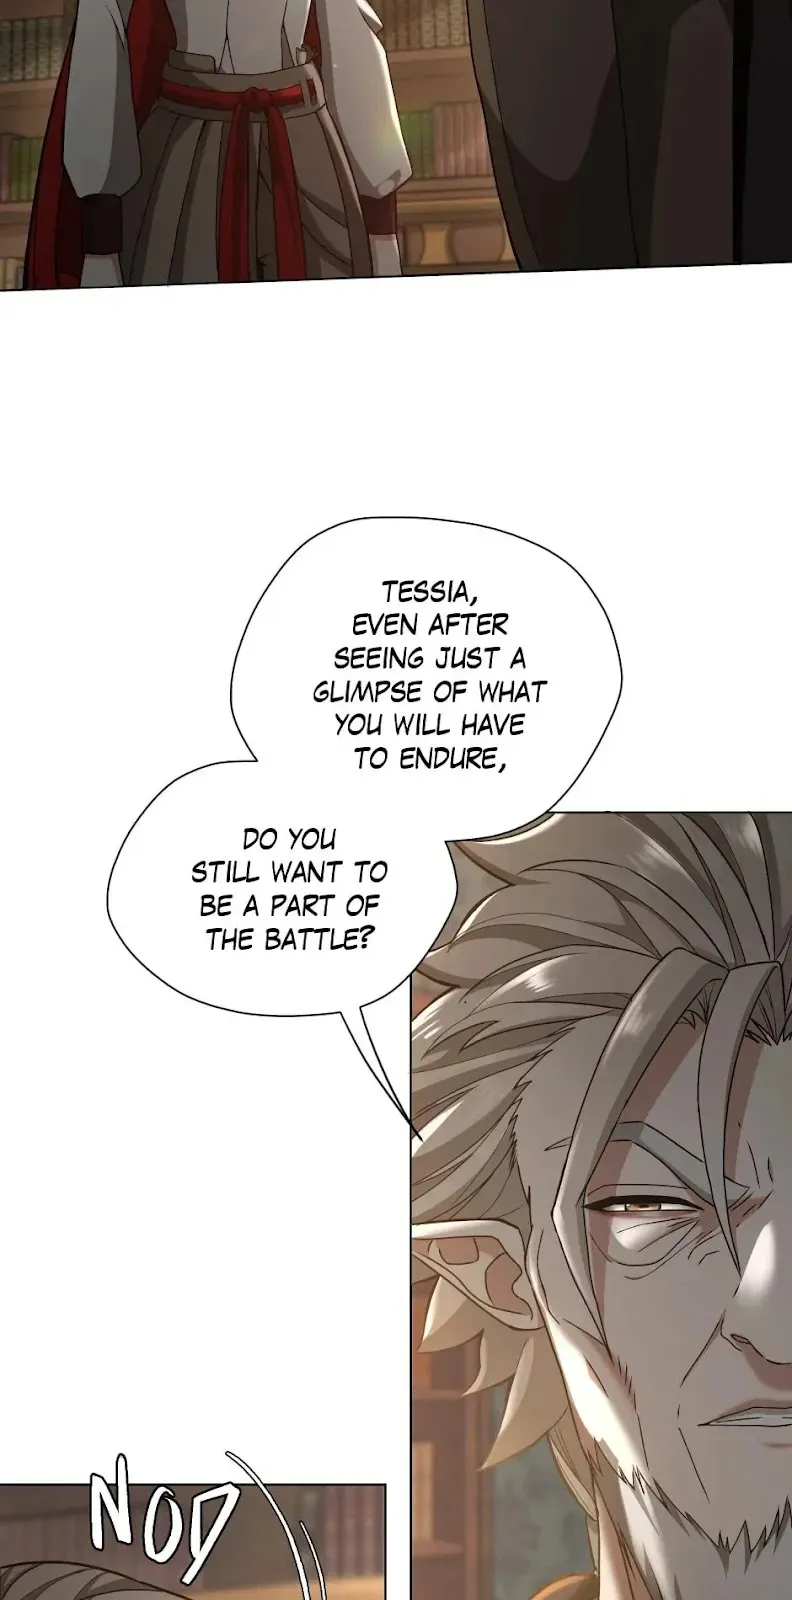 TESSIA,
EVEN AFTER
SEEING JUST A
GLIMPSE OF WHAT
YOU WILL HAVE
TO ENDURE,
DO YOU
STILL WANT TO
BE A PART OF
THE BATTLE?
NOD